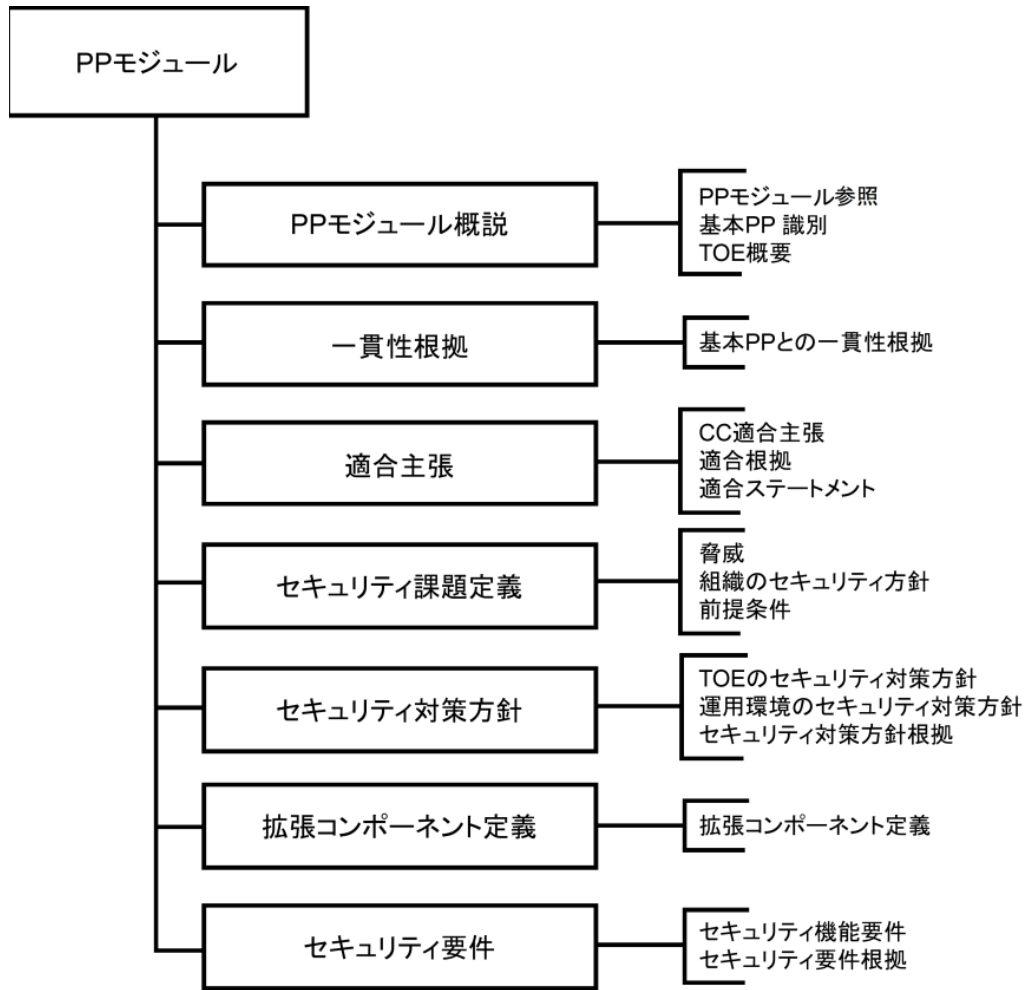 PPモジュール
PPモジュール概説
PPモジュール参照
基本PP 識別
TOE概要
一貫性根拠
基本PPとの一貫性根拠
適合主張
CC適合主張
適合根拠
適合ステートメント
セキュリティ課題定義
脅威
組織のセキュリティ方針
前提条件
セキュリティ対策方針
TOEのセキュリティ対策方針
運用環境のセキュリティ対策方針
セキュリティ対策方針根拠
拡張コンポーネント定義
拡張コンポーネント定義
セキュリティ要件
セキュリティ機能要件
セキュリティ要件根拠